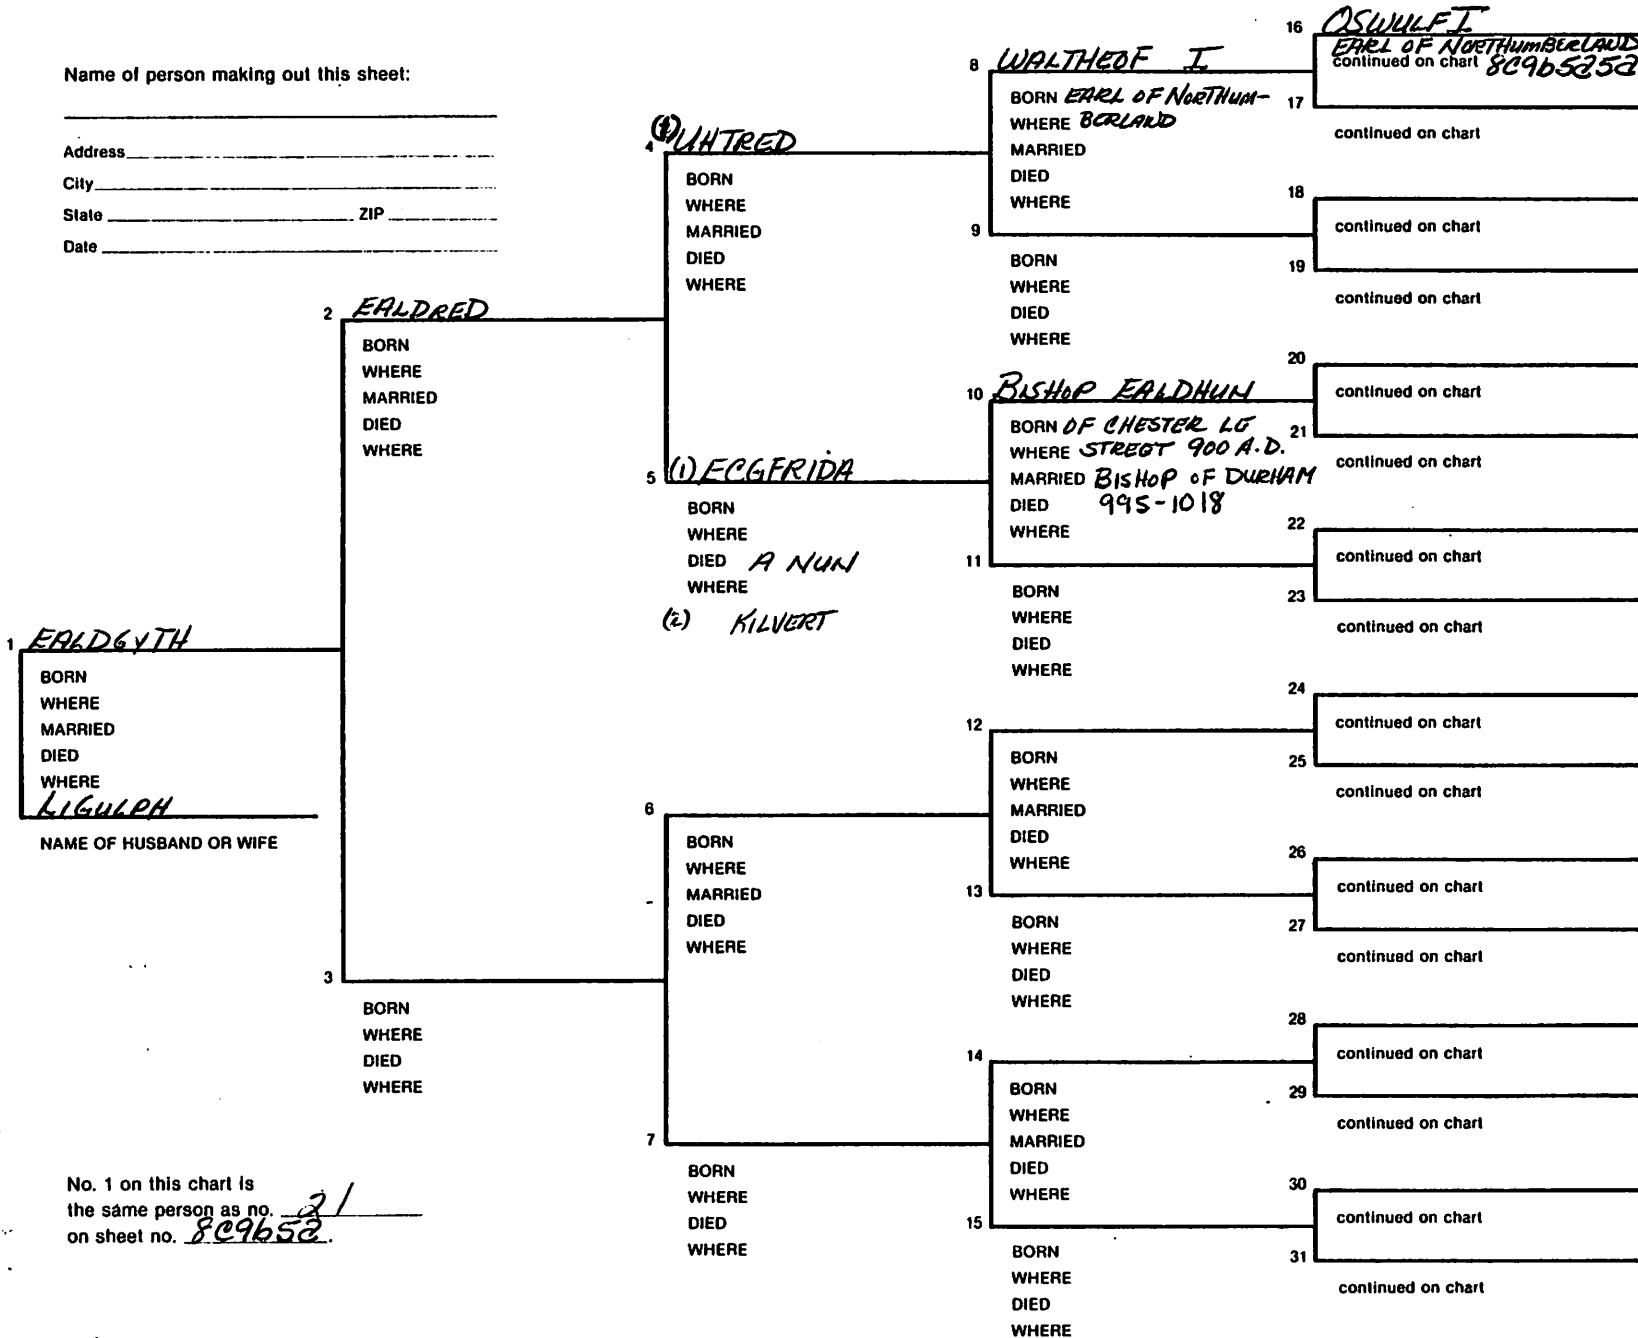 Name of person making out this sheet:
Address
City
State ZIP
Date
1 EALDGYTH
BORN
WHERE
MARRIED
DIED
WHERE
LIGULPH
NAME OF HUSBAND OR WIFE
No. 1 on this chart is
the same person as no. 21
on sheet no.
2 EALDRED
BORN
WHERE
MARRIED
DIED
WHERE
3
BORN
WHERE
DIED
WHERE
4 UHTRED
BORN
WHERE
MARRIED
DIED
WHERE
5 (1) ECGFRIDA
BORN
WHERE
DIED A NUN
WHERE
(2) KILVERT
6
BORN
WHERE
MARRIED
DIED
WHERE
7
BORN
WHERE
DIED
WHERE
8 WALTHEOF I
BORN EARL OF NORTHUM-
WHERE BERLAND
MARRIED
DIED
WHERE
9
BORN
WHERE
DIED
WHERE
10 BISHOP EALDHUN
BORN OF CHESTER LE
WHERE STREET 900 A.D.
MARRIED BISHOP OF DURHAM
DIED 995-1018
WHERE
11
BORN
WHERE
DIED
WHERE
12
BORN
WHERE
MARRIED
DIED
WHERE
13
BORN
WHERE
DIED
WHERE
14
BORN
WHERE
MARRIED
DIED
WHERE
15
BORN
WHERE
DIED
WHERE
16 OSWULF I
EARL OF NORTHUMBERLAND
continued on chart
17
continued on chart
18
continued on chart
19
continued on chart
20
continued on chart
21
continued on chart
22
continued on chart
23
continued on chart
24
continued on chart
25
continued on chart
26
continued on chart
27
continued on chart
28
continued on chart
29
continued on chart
30
continued on chart
31
continued on chart